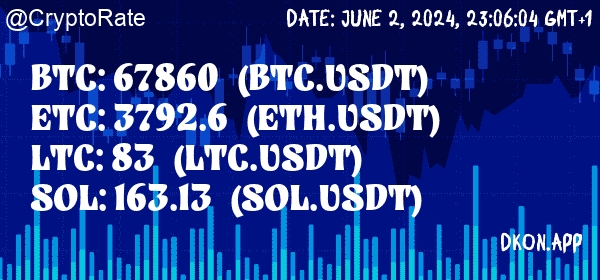 @CryptoRate
DATE: JUNE 2, 2024, 23:06:04 GMT+1
BTC: 67860 (BTC.USDT)
ETC: 3792.6 (ETH.USDT)
LTC: 83 (LTC.USDT)
SOL: 163.13 (SOL.USDT)
DKON.APP